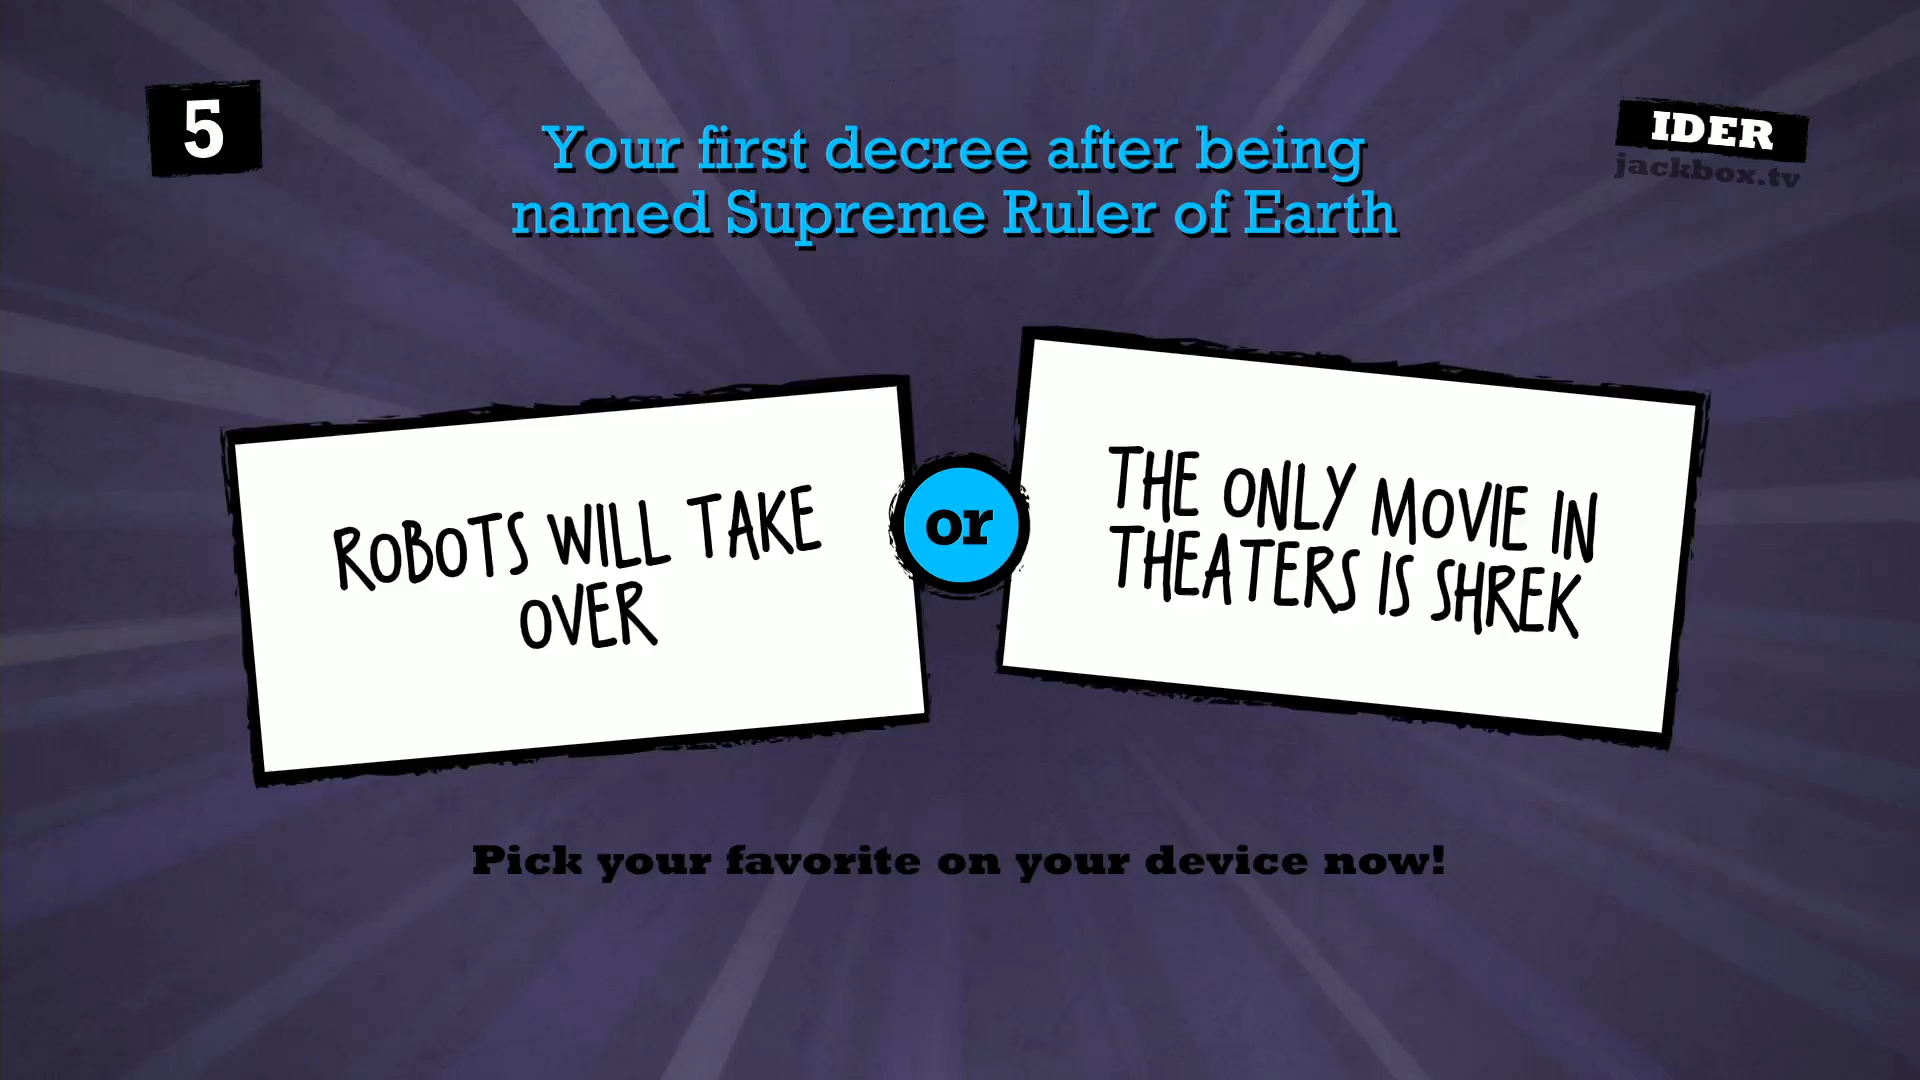 5
Your first decree after being
named Supreme Ruler of Earth
IDER
jackbox.tv
ROBOTS WILL TAKE
OVER
or
THE ONLY MOVIE IN
THEATERS IS SHREK
Pick your favorite on your device now!